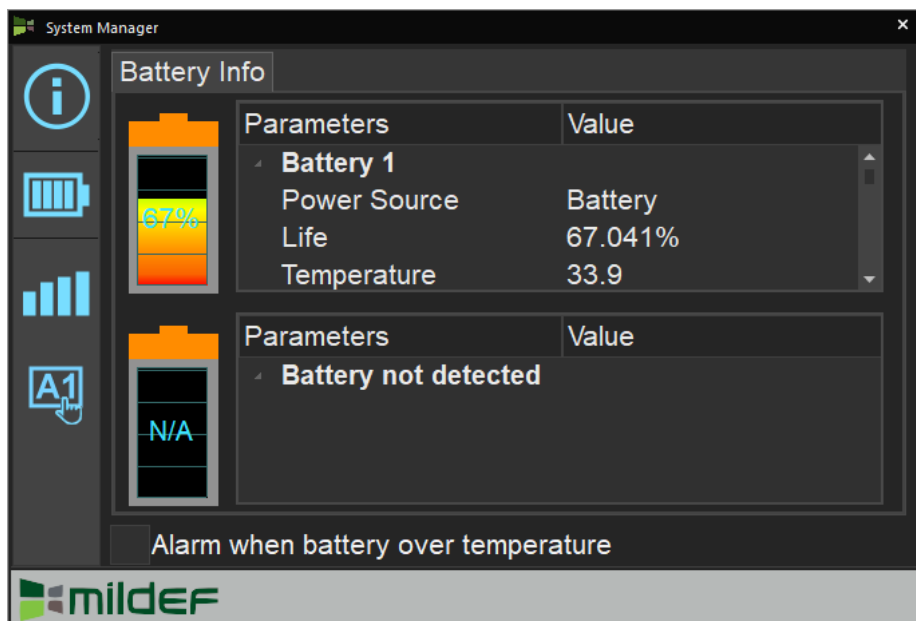 System Manager
Battery Info
Parameters Value
67%
Battery 1
Power Source Battery
Life 67.041%
Temperature 33.9
Parameters Value
Battery not detected
A1
N/A
Alarm when battery over temperature
mildef